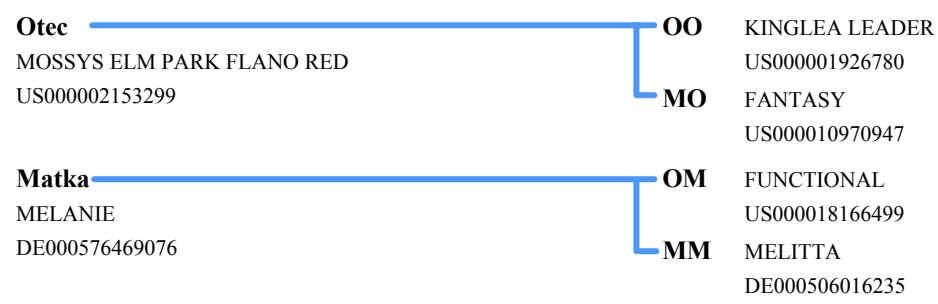 Otec
MOSSYS ELM PARK FLANO RED
US000002153299
OO KINGLEA LEADER
US000001926780
MO FANTASY
US000010970947
Matka
MELANIE
DE000576469076
OM FUNCTIONAL
US000018166499
MM MELITTA
DE000506016235